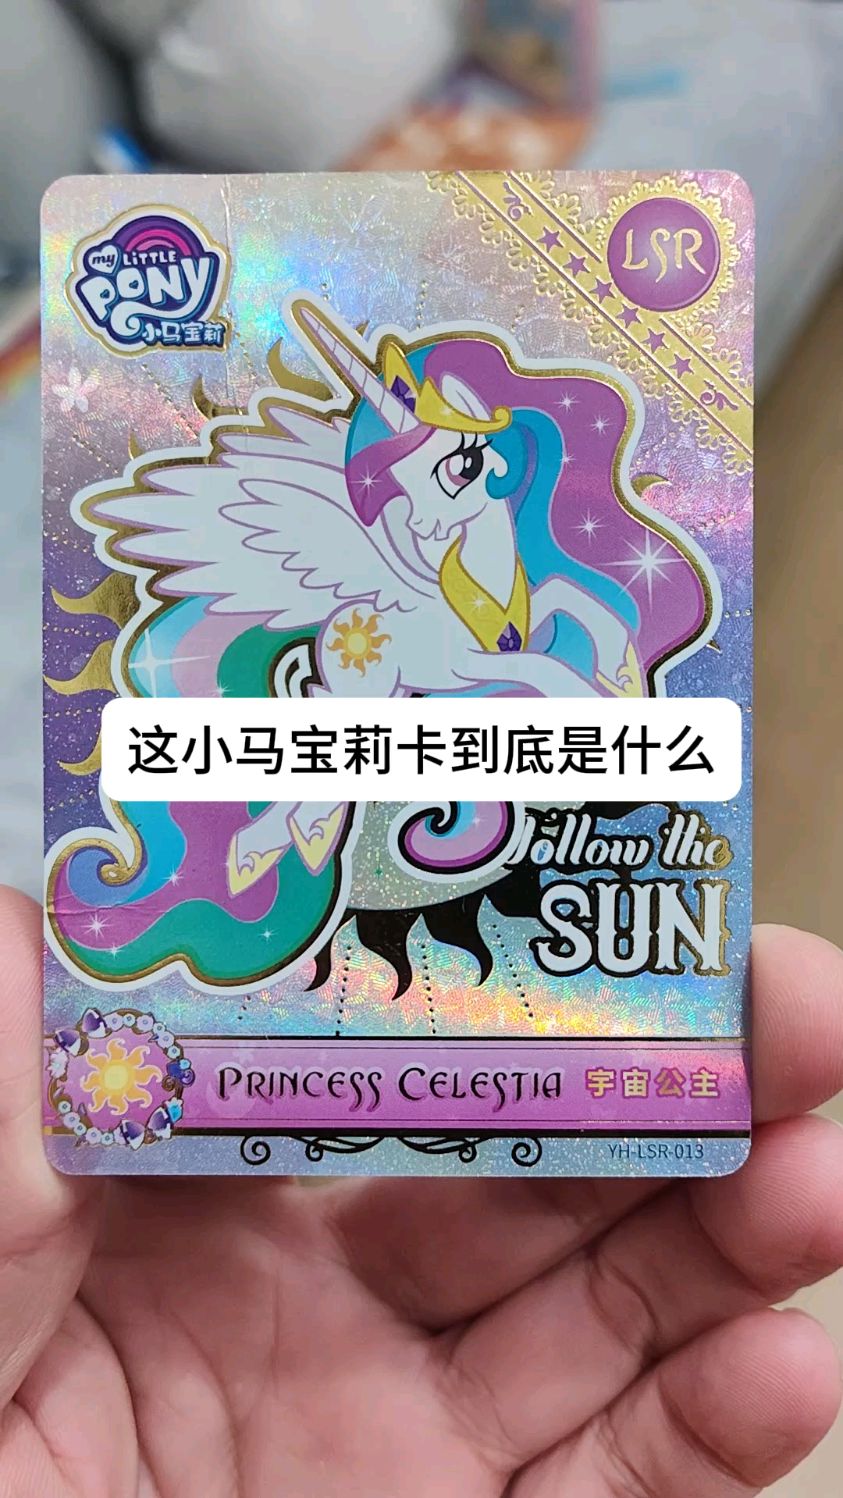 my LITTLE
PONY
小马宝莉
LSR
这小马宝莉卡到底是什么
follow the
SUN
PRINCESS CELESTIA 宇宙公主
YH-LSR-013